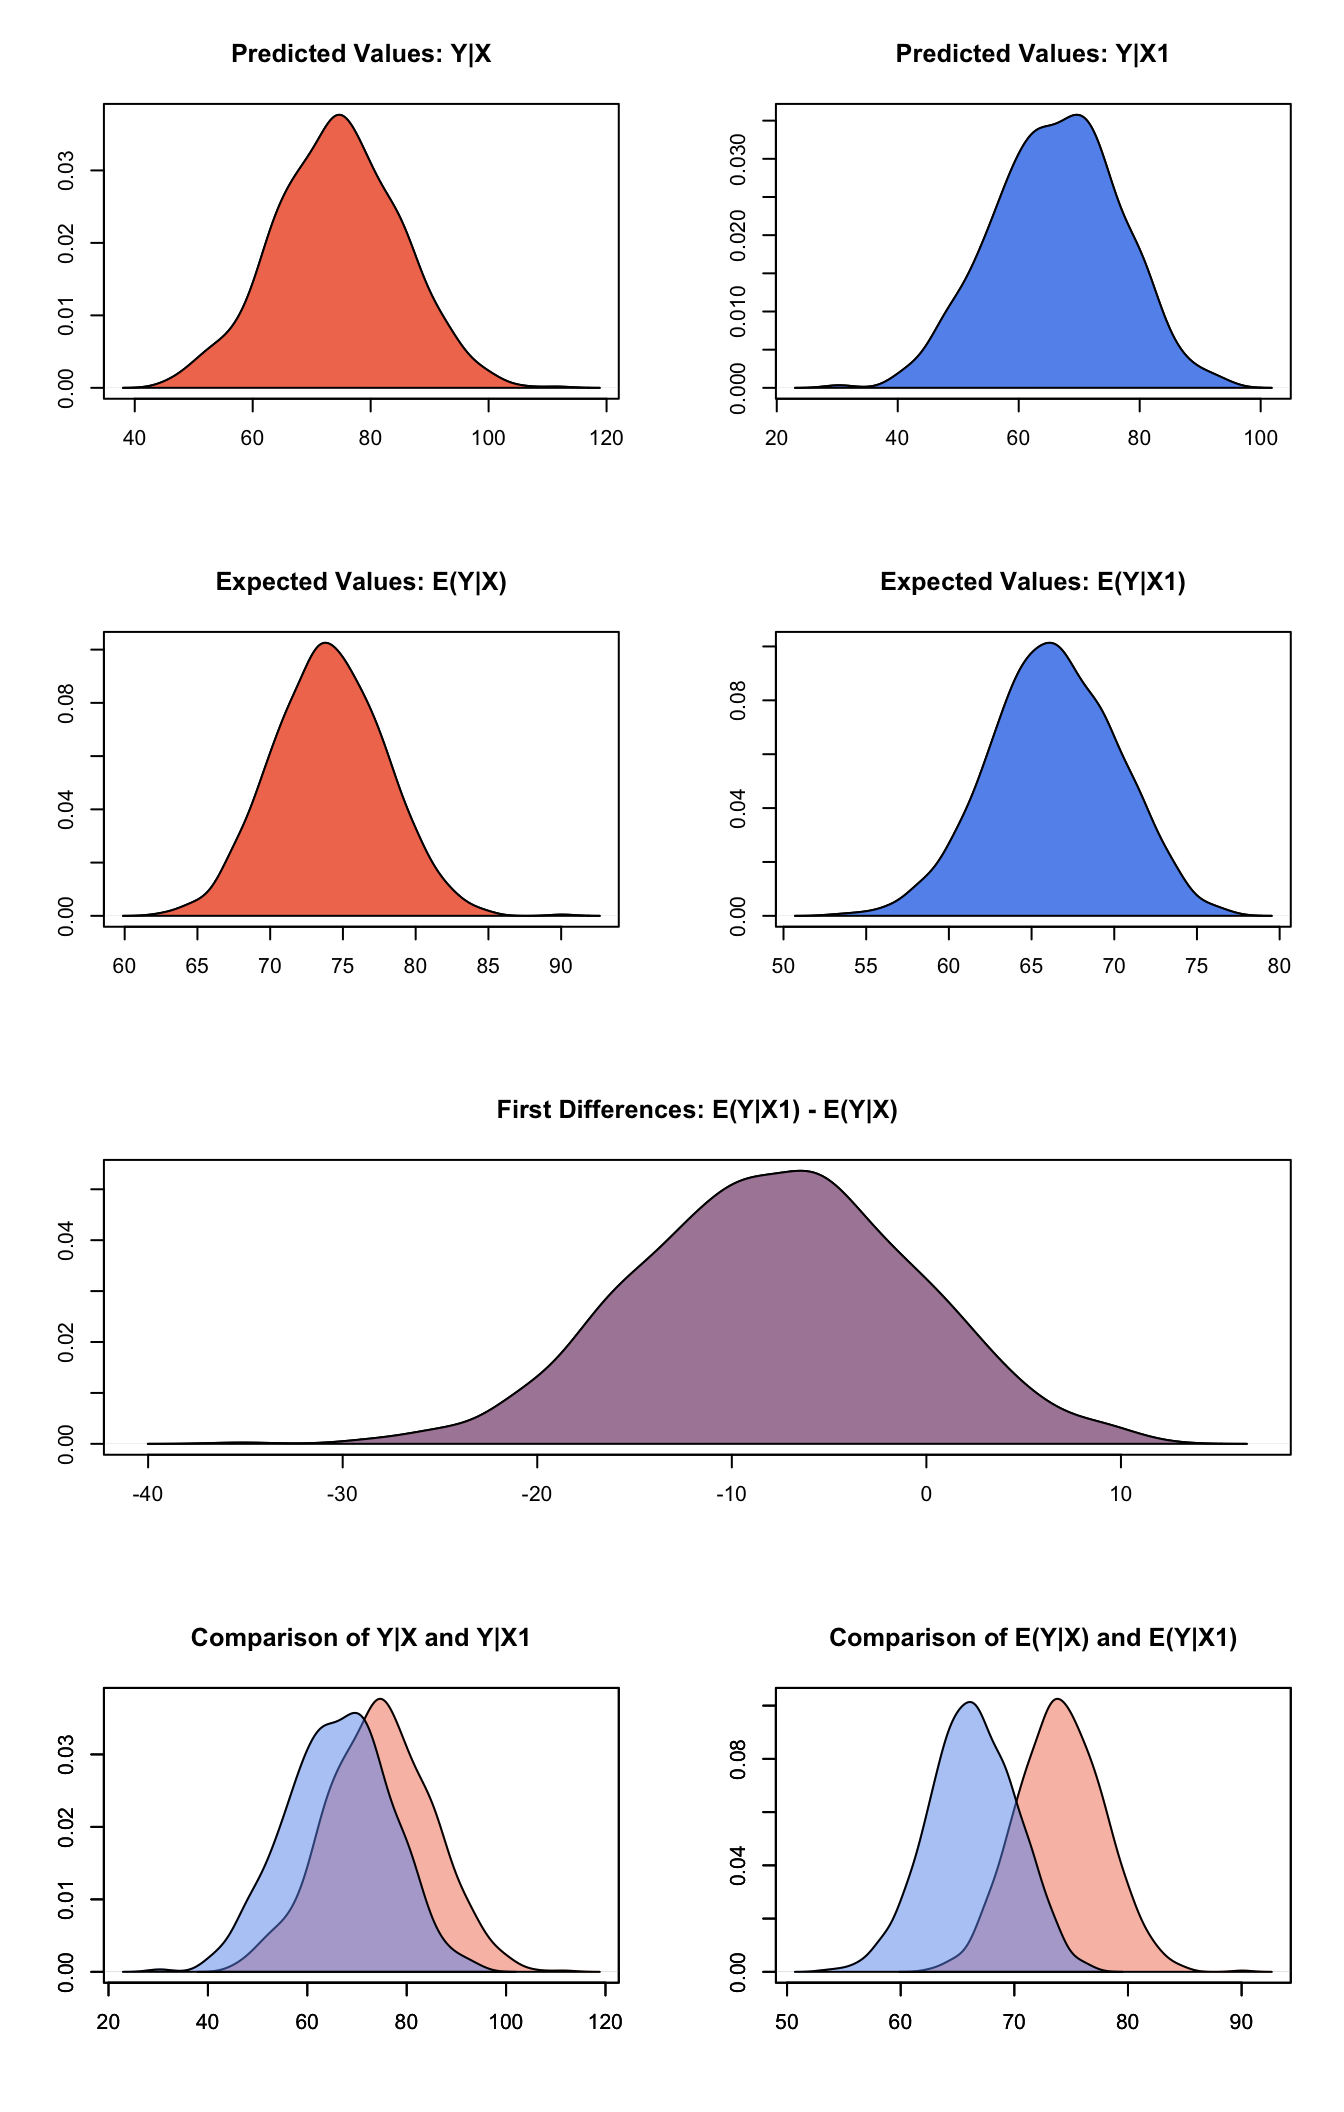 Predicted Values: Y|X
0.00 0.01 0.02 0.03
40 60 80 100 120
Predicted Values: Y|X1
0.000 0.010 0.020 0.030
20 40 60 80 100
Expected Values: E(Y|X)
0.00 0.04 0.08
60 65 70 75 80 85 90
Expected Values: E(Y|X1)
0.00 0.04 0.08
50 55 60 65 70 75 80
First Differences: E(Y|X1) - E(Y|X)
0.00 0.02 0.04
-40 -30 -20 -10 0 10
Comparison of Y|X and Y|X1
0.00 0.01 0.02 0.03
20 40 60 80 100 120
Comparison of E(Y|X) and E(Y|X1)
0.00 0.04 0.08
50 60 70 80 90